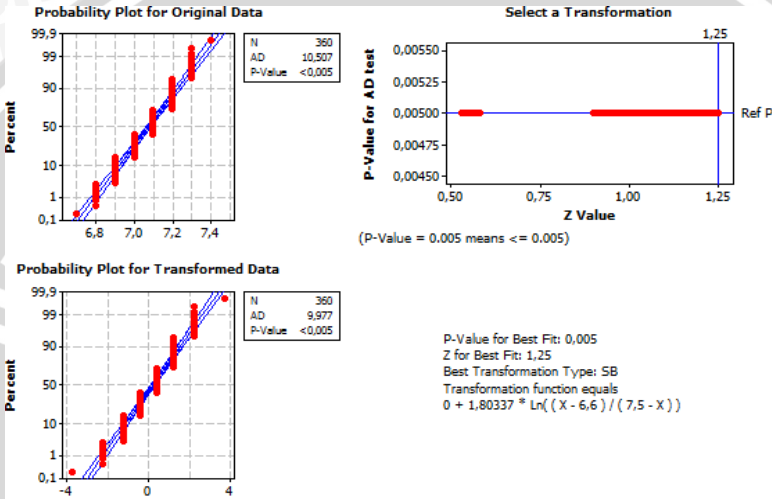 Probability Plot for Original Data
99,9
99
90
50
10
1
0,1
Percent
6,8 7,0 7,2 7,4
N 360
AD 10,507
P-Value <0,005
Select a Transformation
1,25
0,00550
0,00525
0,00500
0,00475
0,00450
P-Value for AD test
Ref P
0,50 0,75 1,00 1,25
Z Value
(P-Value = 0.005 means <= 0.005)
Probability Plot for Transformed Data
99,9
99
90
50
10
1
0,1
Percent
-4 0 4
N 360
AD 9,977
P-Value <0,005
P-Value for Best Fit: 0,005
Z for Best Fit: 1,25
Best Transformation Type: SB
Transformation function equals
0 + 1,80337 * Ln( ( X - 6,6 ) / ( 7,5 - X ) )